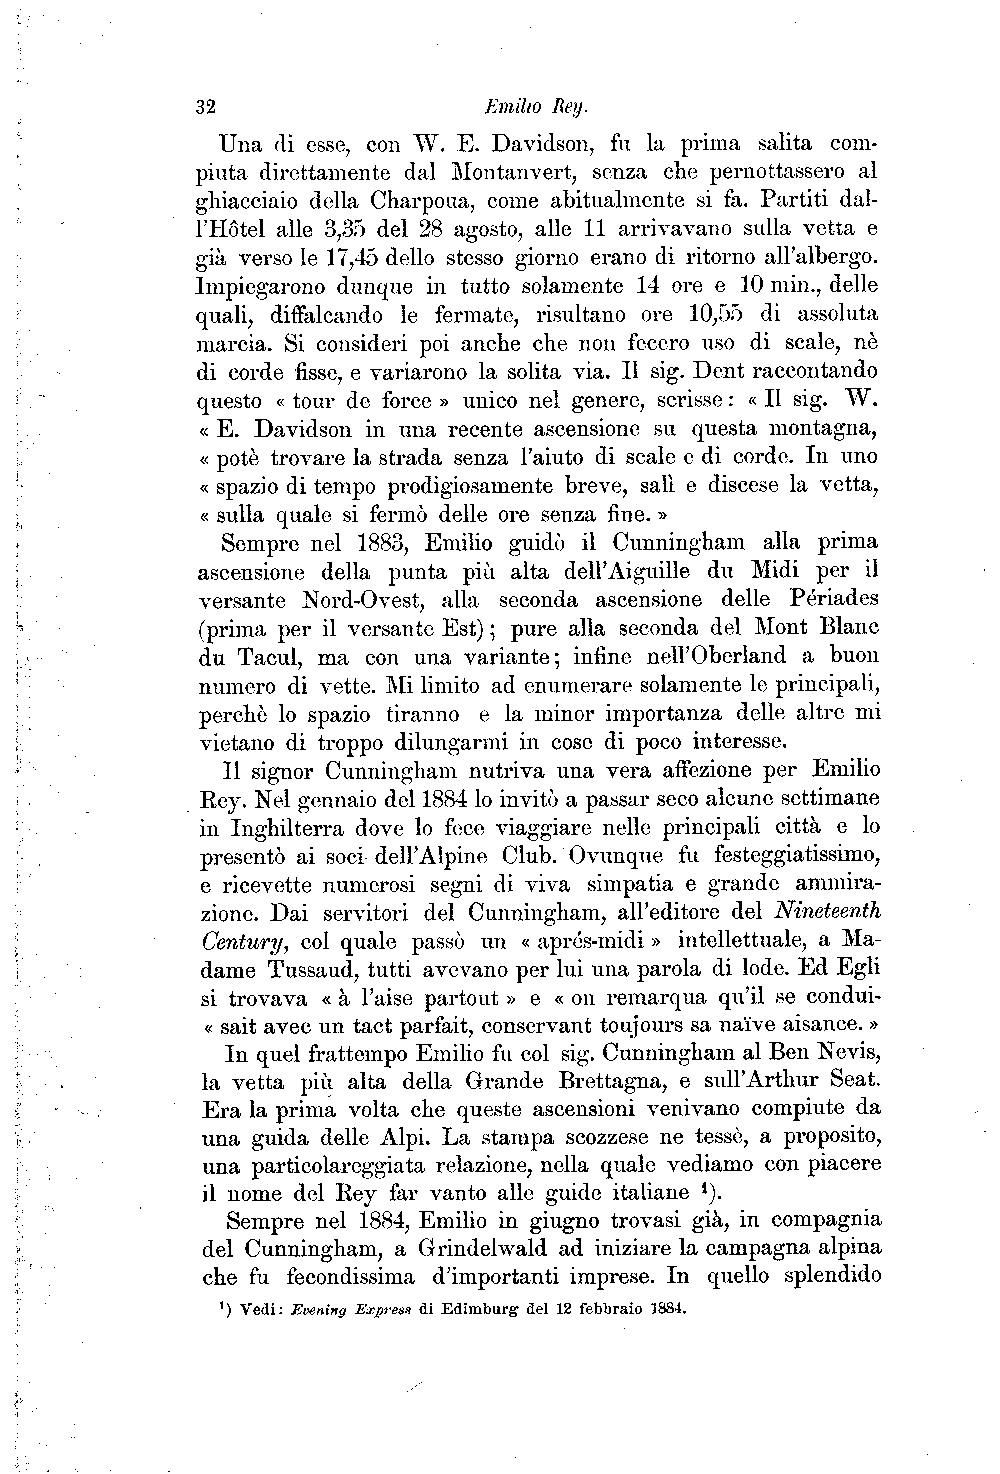 32 Emilio Rey.
Una di esse, con W. E. Davidson, fu la prima salita com-
piuta direttamente dal Montanvert, senza che pernottassero al
ghiacciaio della Charpoua, come abitualmente si fa. Partiti dal-
l'Hôtel alle 3,35 del 28 agosto, alle 11 arrivavano sulla vetta e
già verso le 17,45 dello stesso giorno erano di ritorno all'albergo.
Impiegarono dunque in tutto solamente 14 ore e 10 min., delle
quali, diffalcando le fermate, risultano ore 10,55 di assoluta
marcia. Si consideri poi anche che non fecero uso di scale, nè
di corde fisse, e variarono la solita via. Il sig. Dent raccontando
questo « tour de force » unico nel genere, scrisse: « Il sig. W.
« E. Davidson in una recente ascensione su questa montagna,
« potè trovare la strada senza l'aiuto di scale e di corde. In uno
« spazio di tempo prodigiosamente breve, salì e discese la vetta,
« sulla quale si fermò delle ore senza fine. »
Sempre nel 1883, Emilio guidò il Cunningham alla prima
ascensione della punta più alta dell'Aiguille du Midi per il
versante Nord-Ovest, alla seconda ascensione delle Périades
(prima per il versante Est); pure alla seconda del Mont Blanc
du Tacul, ma con una variante; infine nell'Oberland a buon
numero di vette. Mi limito ad enumerare solamente le principali,
perchè lo spazio tiranno e la minor importanza delle altre mi
vietano di troppo dilungarmi in cose di poco interesse.
Il signor Cunningham nutriva una vera affezione per Emilio
Rey. Nel gennaio del 1884 lo invitò a passar seco alcune settimane
in Inghilterra dove lo fece viaggiare nelle principali città e lo
presentò ai soci dell'Alpine Club. Ovunque fu festeggiatissimo,
e ricevette numerosi segni di viva simpatia e grande ammira-
zione. Dai servitori del Cunningham, all'editore del Nineteenth
Century, col quale passò un « aprés-midi » intellettuale, a Ma-
dame Tussaud, tutti avevano per lui una parola di lode. Ed Egli
si trovava « à l'aise partout » e « on remarqua qu'il se condui-
« sait avec un tact parfait, conservant toujours sa naïve aisance. »
In quel frattempo Emilio fu col sig. Cunningham al Ben Nevis,
la vetta più alta della Grande Brettagna, e sull'Arthur Seat.
Era la prima volta che queste ascensioni venivano compiute da
una guida delle Alpi. La stampa scozzese ne tessè, a proposito,
una particolareggiata relazione, nella quale vediamo con piacere
il nome del Rey far vanto alle guide italiane ¹).
Sempre nel 1884, Emilio in giugno trovasi già, in compagnia
del Cunningham, a Grindelwald ad iniziare la campagna alpina
che fu fecondissima d'importanti imprese. In quello splendido
¹) Vedi: Evening Express di Edimburg del 12 febbraio 1884.